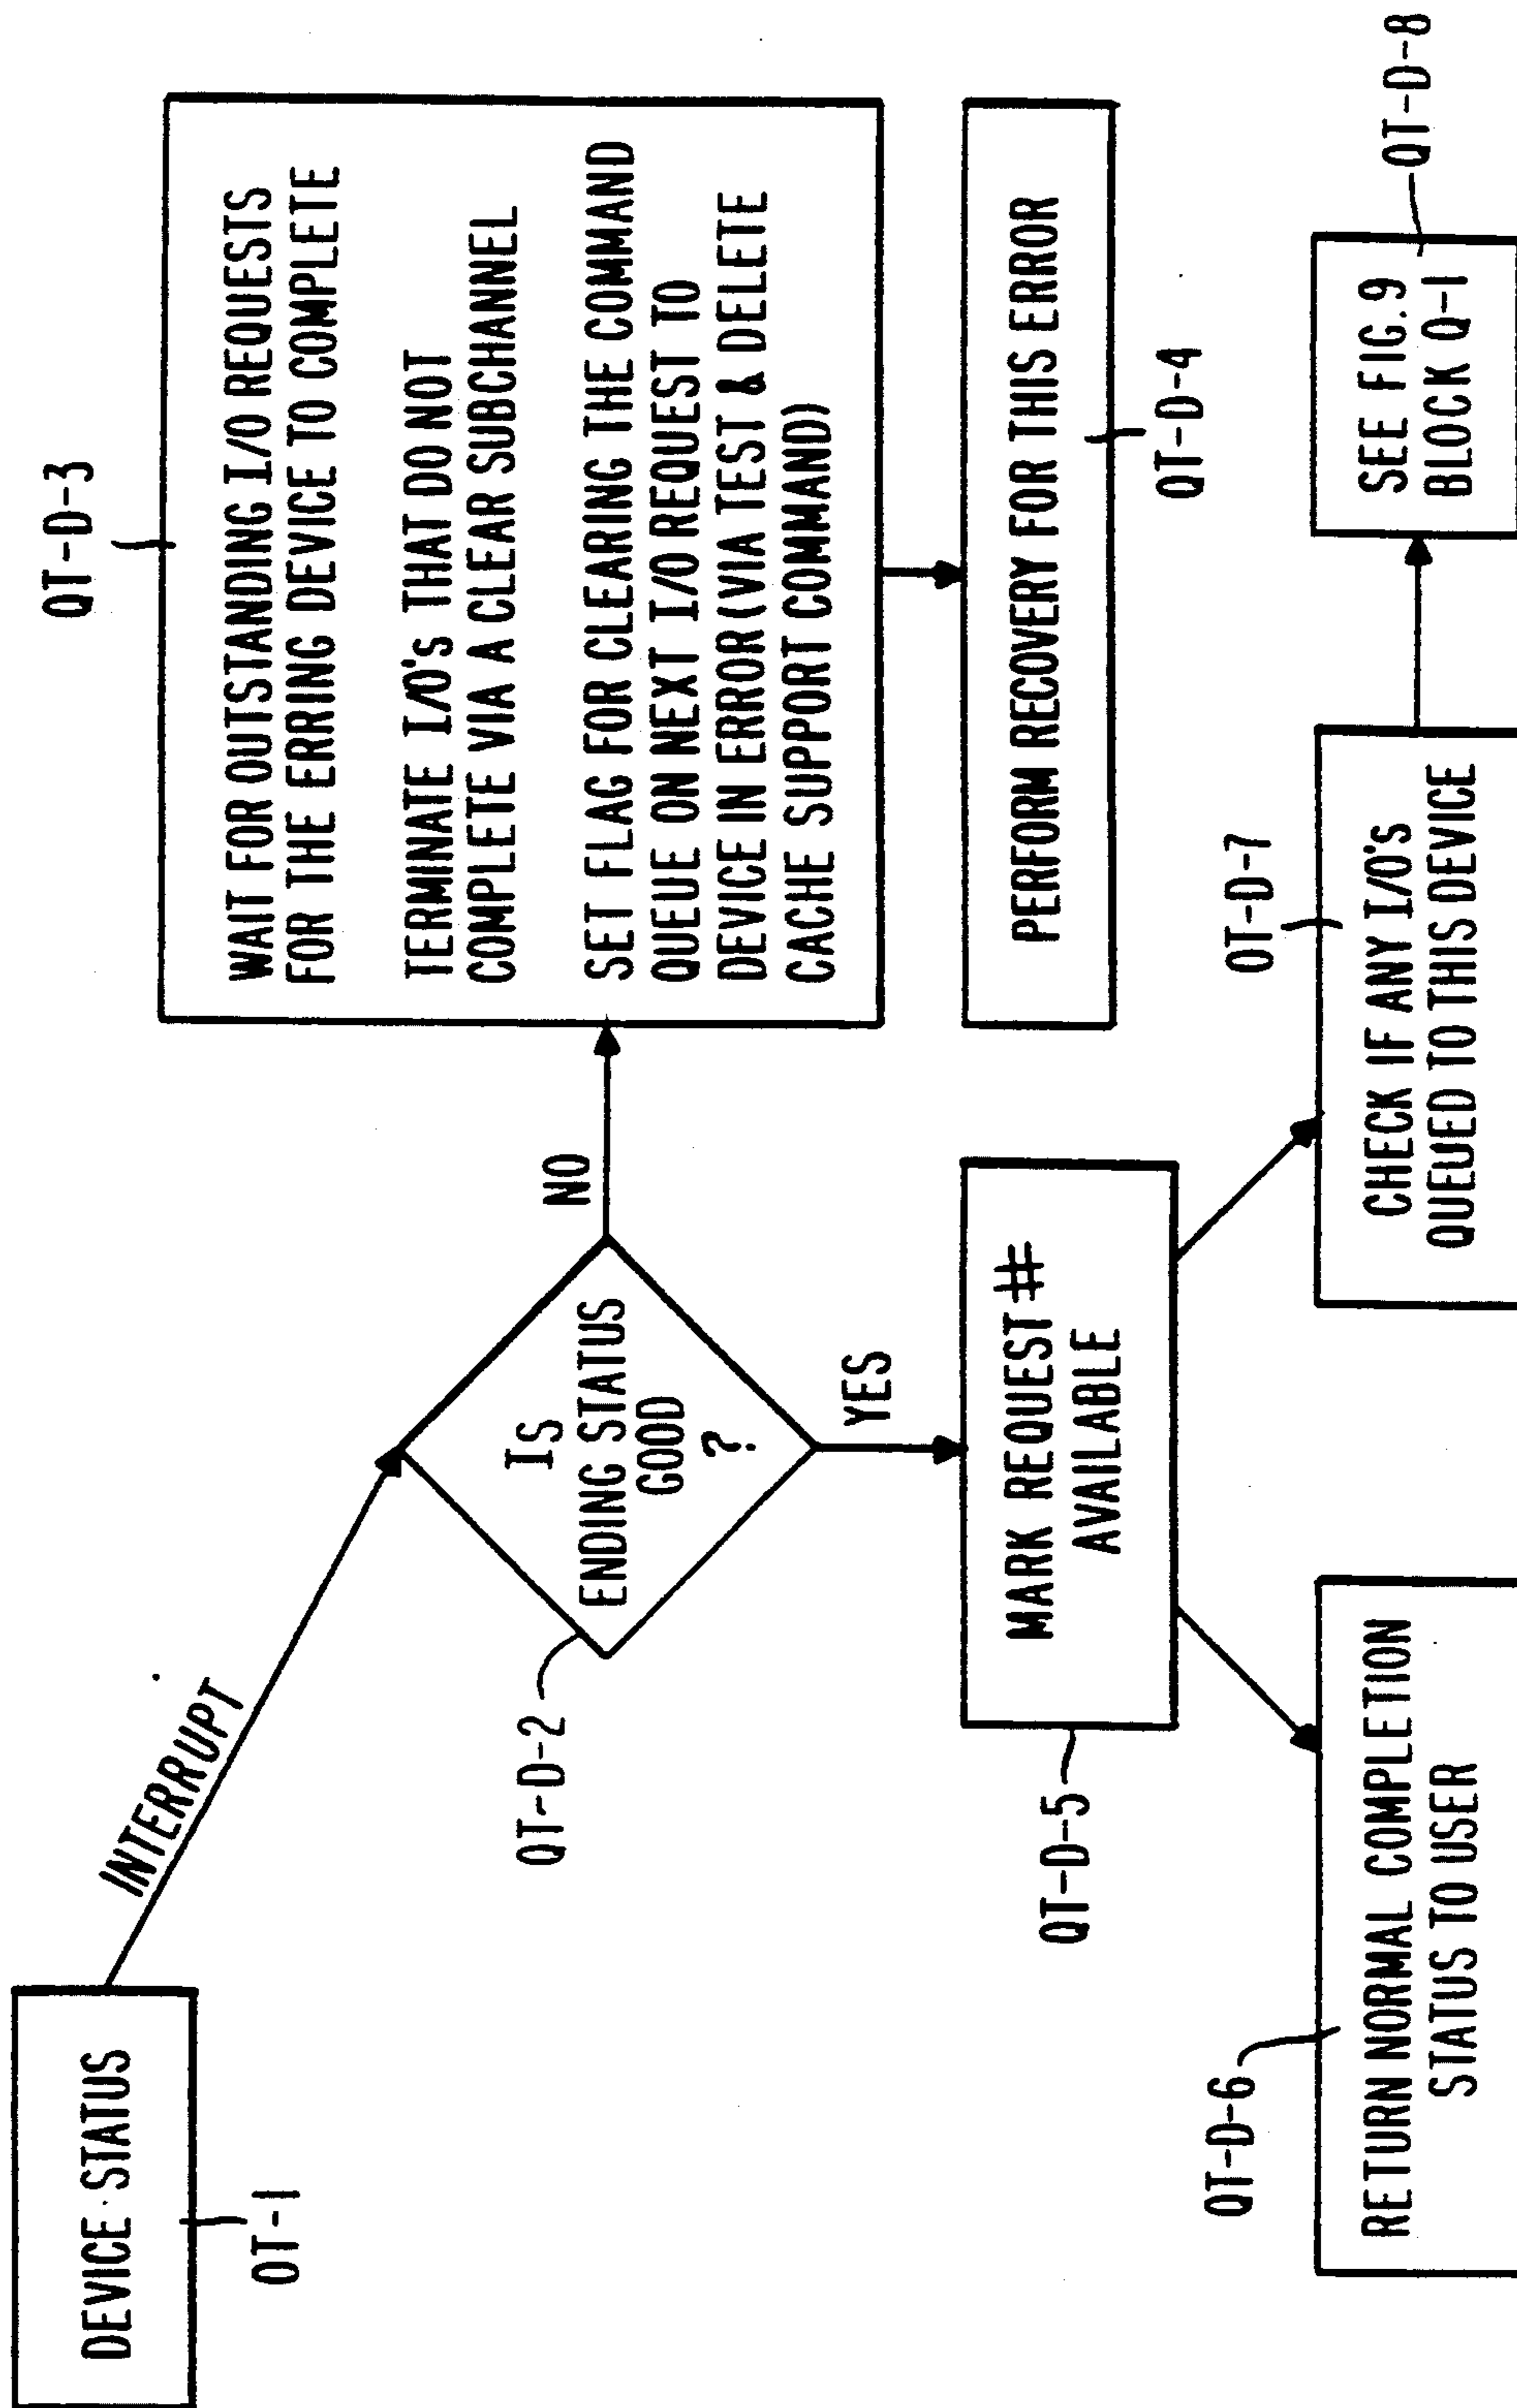 DEVICE STATUS
OT-1
INTERRUPT
IS
ENDING STATUS
GOOD
?
QT-D-2
NO
QT-D-3
WAIT FOR OUTSTANDING I/O REQUESTS
FOR THE ERRING DEVICE TO COMPLETE
TERMINATE I/O's THAT DO NOT
COMPLETE VIA A CLEAR SUBCHANNEL
SET FLAG FOR CLEARING THE COMMAND
QUEUE ON NEXT I/O REQUEST TO
DEVICE IN ERROR (VIA TEST & DELETE
CACHE SUPPORT COMMAND)
PERFORM RECOVERY FOR THIS ERROR
QT-D-4
YES
MARK REQUEST #
AVAILABLE
QT-D-5
QT-D-6
RETURN NORMAL COMPLETION
STATUS TO USER
OT-D-7
CHECK IF ANY I/O's
QUEUED TO THIS DEVICE
SEE FIG.9
BLOCK Q-1
QT-D-8